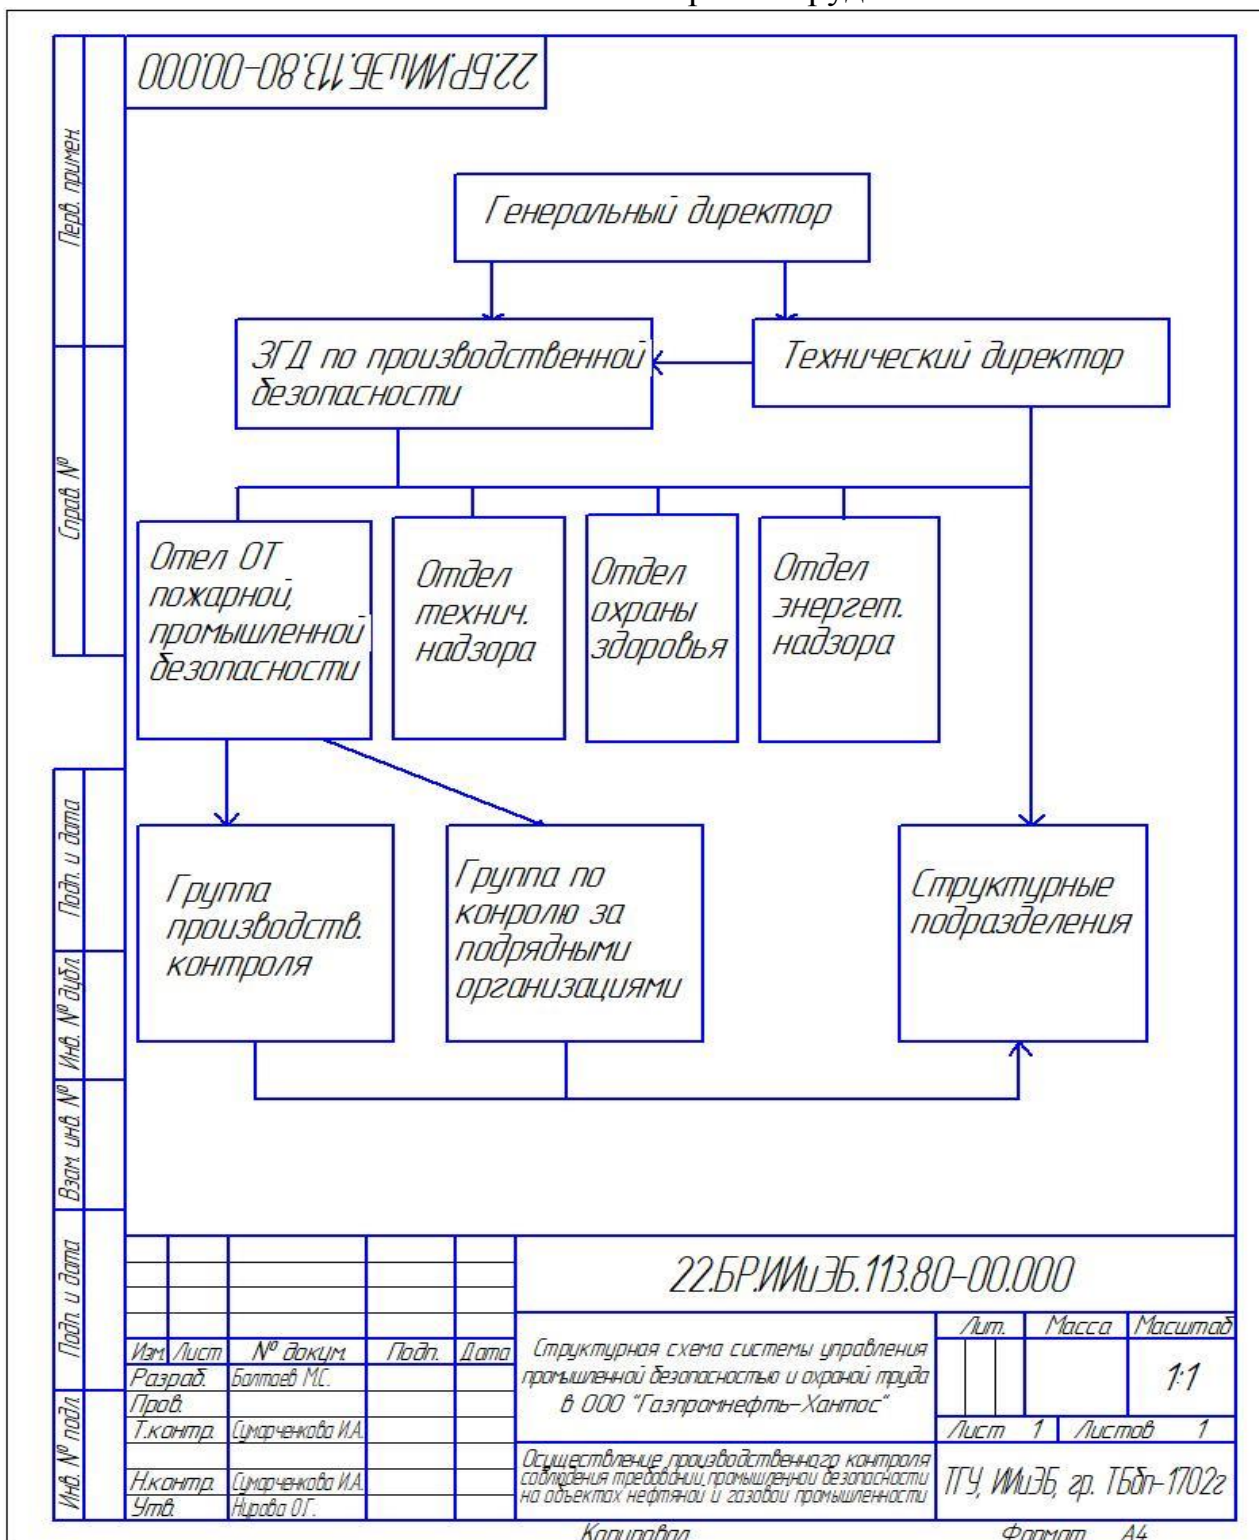 22.БР.ИИиЭБ.113.80-00.000
Перв. примен.
Справ. №
Подп. и дата
Инв. № дубл.
Взам. инв. №
Подп. и дата
Инв. № подл.
Генеральный директор
ЗГД по производственной
безопасности
Технический директор
Отел ОТ
пожарной,
промышленной
безопасности
Отдел
технич.
надзора
Отдел
охраны
здоровья
Отдел
энергет.
надзора
Группа
производств.
контроля
Группа по
конролю за
подрядными
организациями
Структурные
подразделения
22.БР.ИИиЭБ.113.80-00.000
Изм. Лист № докум. Подп. Дата
Разраб. Болтаев М.С.
Пров.
Т.контр. Сумарченкова И.А.
Н.контр. Сумарченкова И.А.
Утв. Нурова О.Г.
Структурная схема системы управления
промышленной безопасностью и охраной труда
в ООО "Газпромнефть-Хантос"
Лит. Масса Масштаб
1:1
Лист 1 Листов 1
Осуществление производственного контроля
соблюдения требовании промышленной безопасности
на объектах нефтяной и газовой промышленности
ТГУ, ИИиЭБ, гр. ТБбп-1702г
Копировал
Формат А4